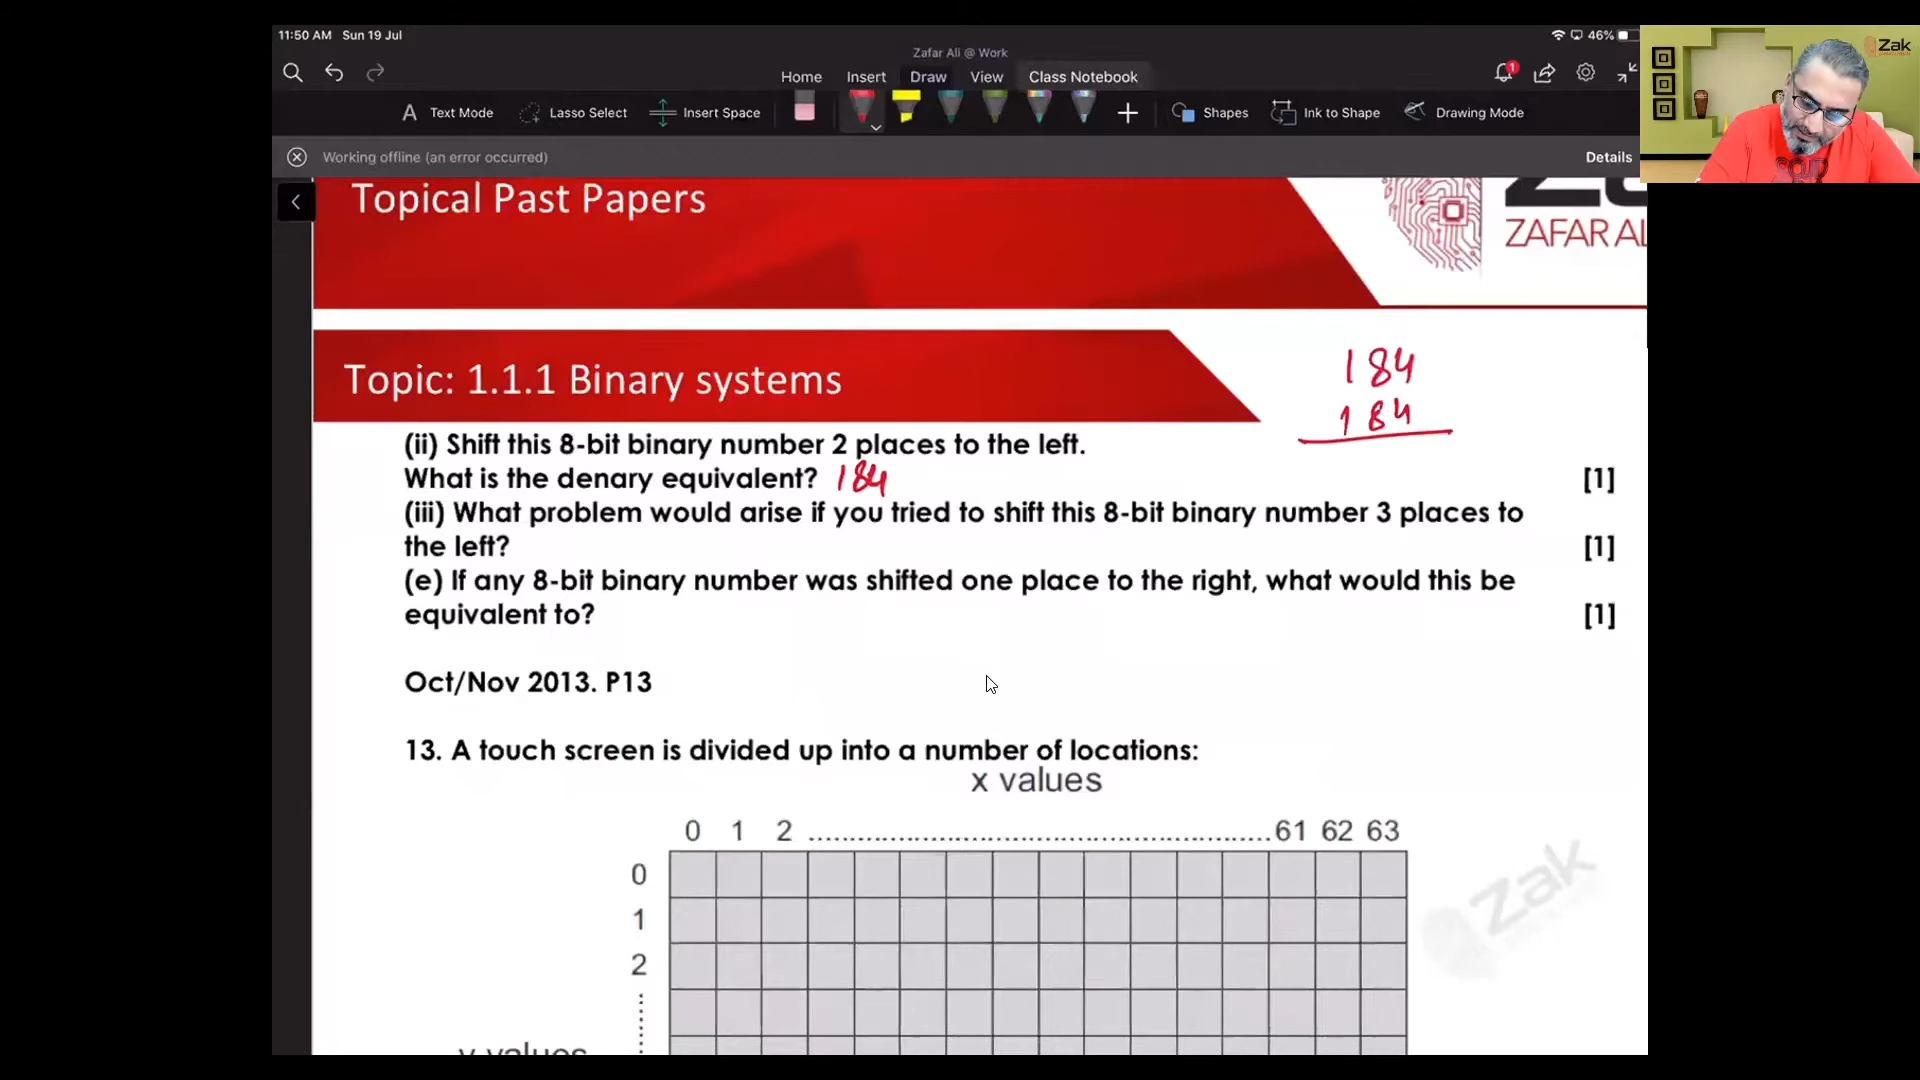 11:50 AM Sun 19 Jul
46%
Zafar Ali @ Work
Home Insert Draw View Class Notebook
1
Zak
Text Mode Lasso Select Insert Space Shapes Ink to Shape Drawing Mode
Working offline (an error occurred) Details
Topical Past Papers
ZAFAR AL
Topic: 1.1.1 Binary systems
184
184
(ii) Shift this 8-bit binary number 2 places to the left.
What is the denary equivalent? 184 [1]
(iii) What problem would arise if you tried to shift this 8-bit binary number 3 places to
the left? [1]
(e) If any 8-bit binary number was shifted one place to the right, what would this be
equivalent to? [1]
Oct/Nov 2013. P13
13. A touch screen is divided up into a number of locations:
x values
0 1 2 ........................................................ 61 62 63
0
1
2
Zak
y values